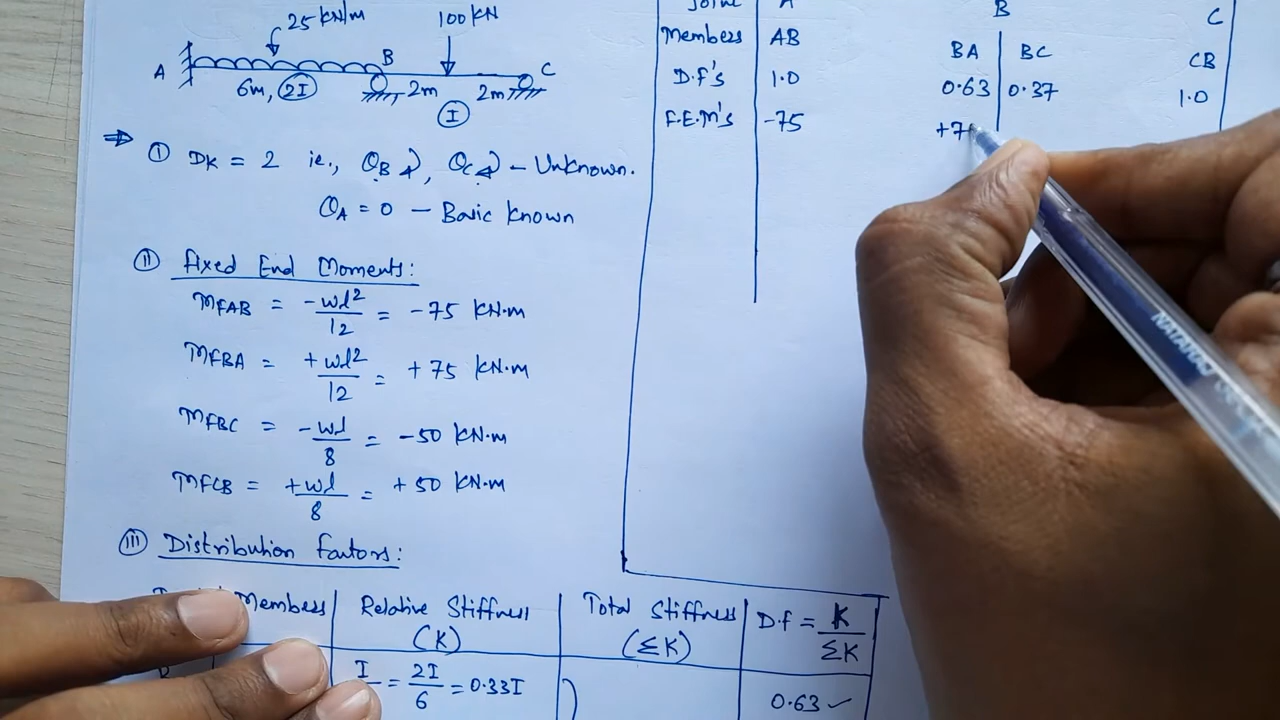 25 kN/m
100 kN
A B C
6m, 2I 2m 2m
I
⇒ ① DK = 2 ie., θB, θC – Unknown.
θA = 0 – Basic known
② Fixed End Moments:
MFAB = -wl²/12 = -75 KN.m
MFBA = +wl²/12 = +75 KN.m
MFBC = -wl/8 = -50 KN.m
MFCB = +wl/8 = +50 KN.m
③ Distribution factors:
Members Relative Stiffness (K) Total Stiffness (ΣK) D.f = K/ΣK
= 2I/6 = 0.33I 0.63 ✓
Joint A B C
Members AB BA BC CB
D.f's 1.0 0.63 0.37 1.0
F.E.M's -75 +7
NATARAJ